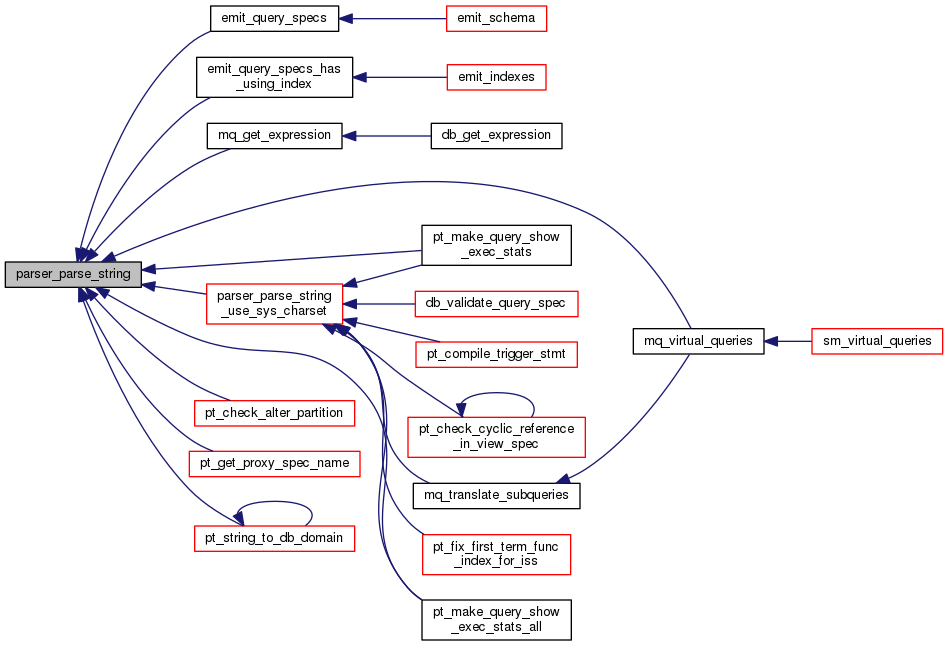 emit_query_specs
emit_schema
emit_query_specs_has
_using_index
emit_indexes
mq_get_expression
db_get_expression
pt_make_query_show
_exec_stats
parser_parse_string
parser_parse_string
_use_sys_charset
db_validate_query_spec
mq_virtual_queries
sm_virtual_queries
pt_compile_trigger_stmt
pt_check_alter_partition
pt_check_cyclic_reference
_in_view_spec
pt_get_proxy_spec_name
mq_translate_subqueries
pt_string_to_db_domain
pt_fix_first_term_func
_index_for_iss
pt_make_query_show
_exec_stats_all